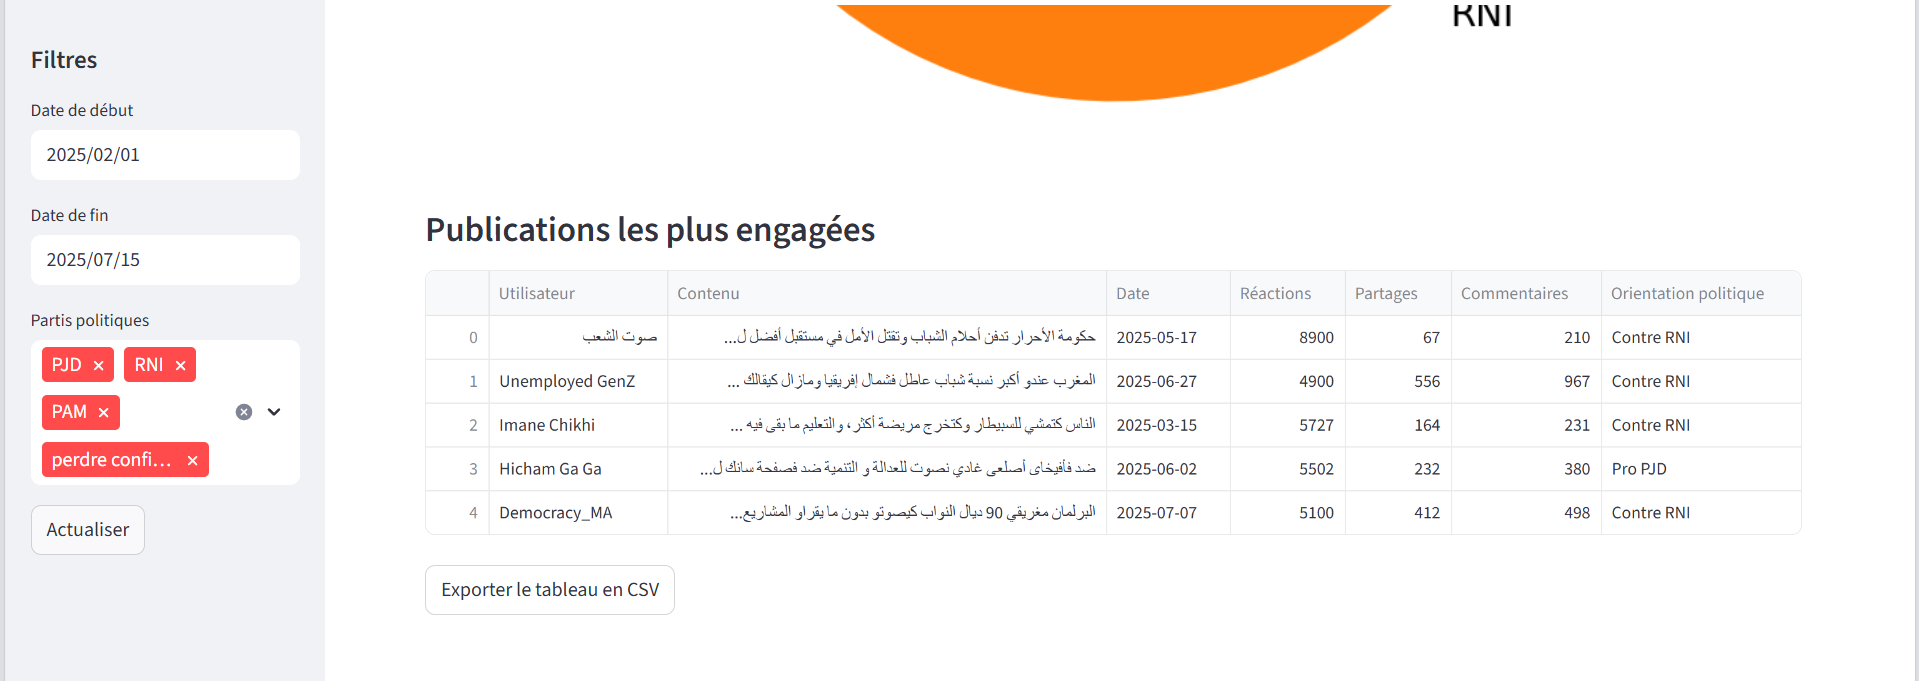 Filtres
Date de début
2025/02/01
Date de fin
2025/07/15
Partis politiques
PJD
RNI
PAM
perdre confi...
Actualiser
RNI
Publications les plus engagées
Utilisateur Contenu Date Réactions Partages Commentaires Orientation politique
0 صوت الشعب حكومة الأحرار تدفن أحلام الشباب وتقتل الأمل في مستقبل أفضل ل... 2025-05-17 8900 67 210 Contre RNI
1 Unemployed GenZ المغرب عندو أكبر نسبة شباب عاطل فشمال إفريقيا ومازال كيقالك ... 2025-06-27 4900 556 967 Contre RNI
2 Imane Chikhi الناس كتمشي للسبيطار وكتخرج مريضة أكثر، والتعليم ما بقى فيه ... 2025-03-15 5727 164 231 Contre RNI
3 Hicham Ga Ga ضد فأفيخاى أصلعى غادي نصوت للعدالة و التنمية ضد فصفحة سانك ل... 2025-06-02 5502 232 380 Pro PJD
4 Democracy_MA البرلمان مغريقي 90 ديال النواب كيصوتو بدون ما يقراو المشاريع... 2025-07-07 5100 412 498 Contre RNI
Exporter le tableau en CSV